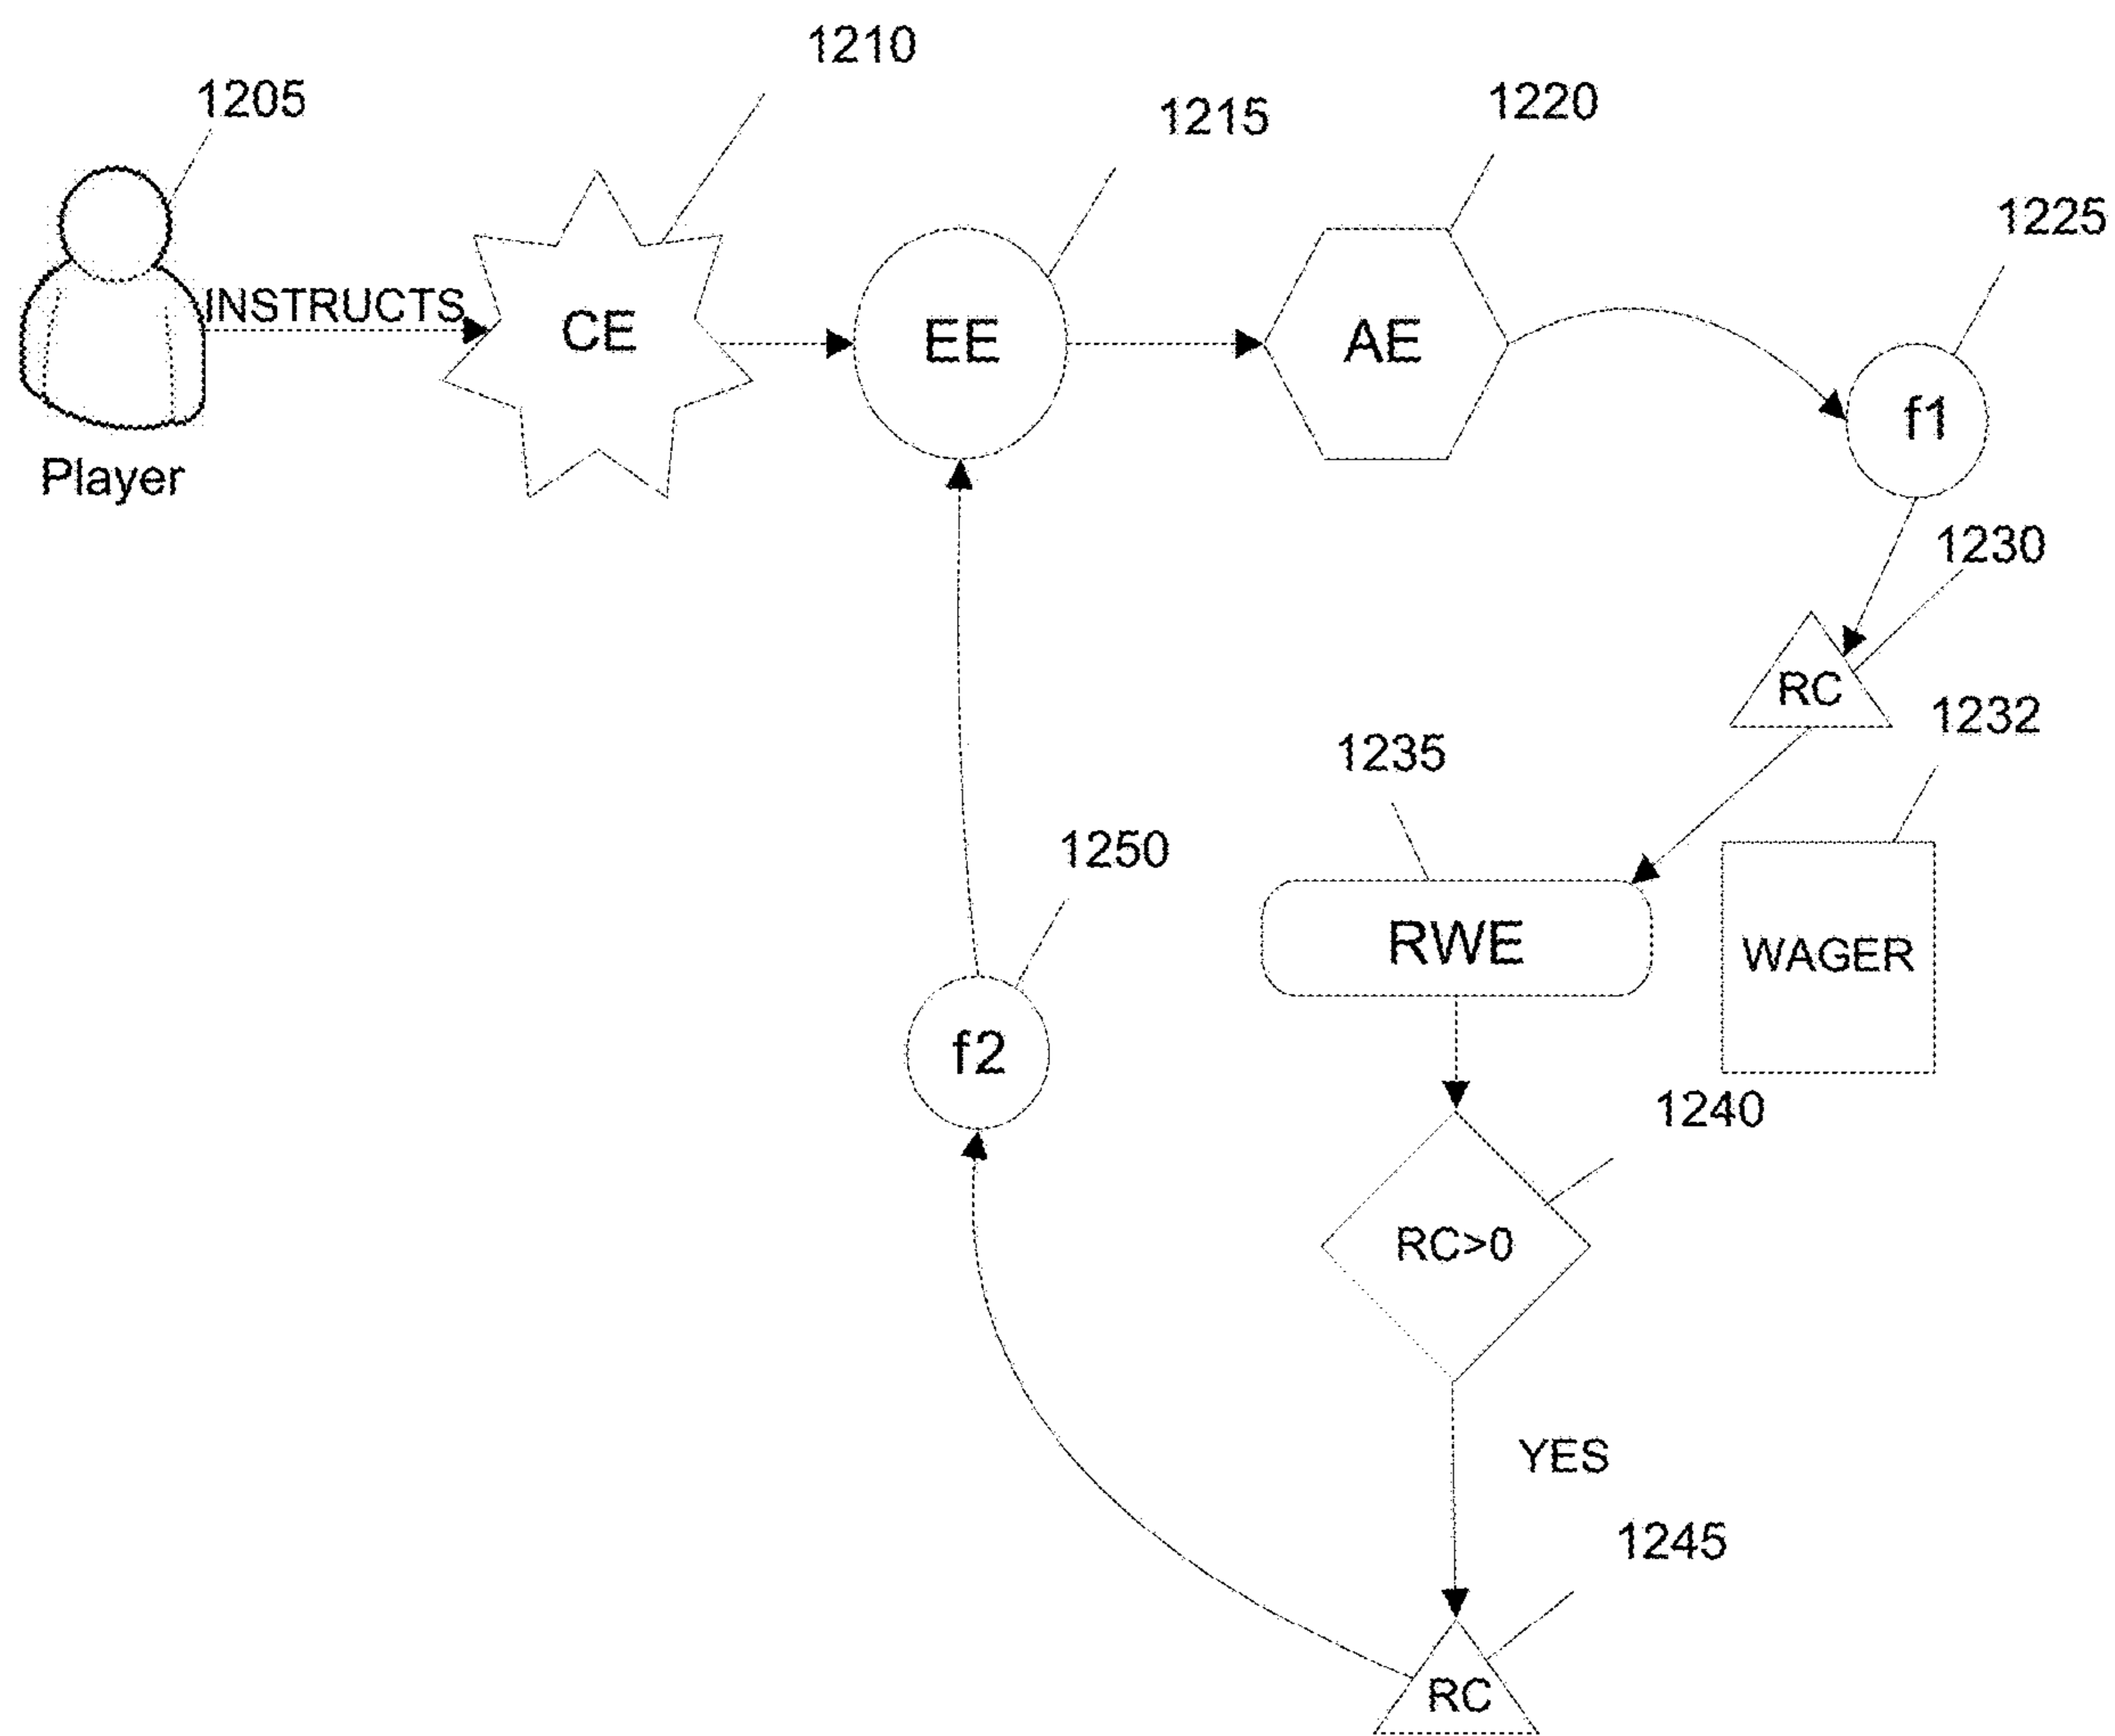 1210
1205
1220
1215
1225
INSTRUCTS
CE
EE
AE
f1
Player
1230
RC
1232
1235
1250
RWE
WAGER
f2
1240
RC>0
YES
1245
RC